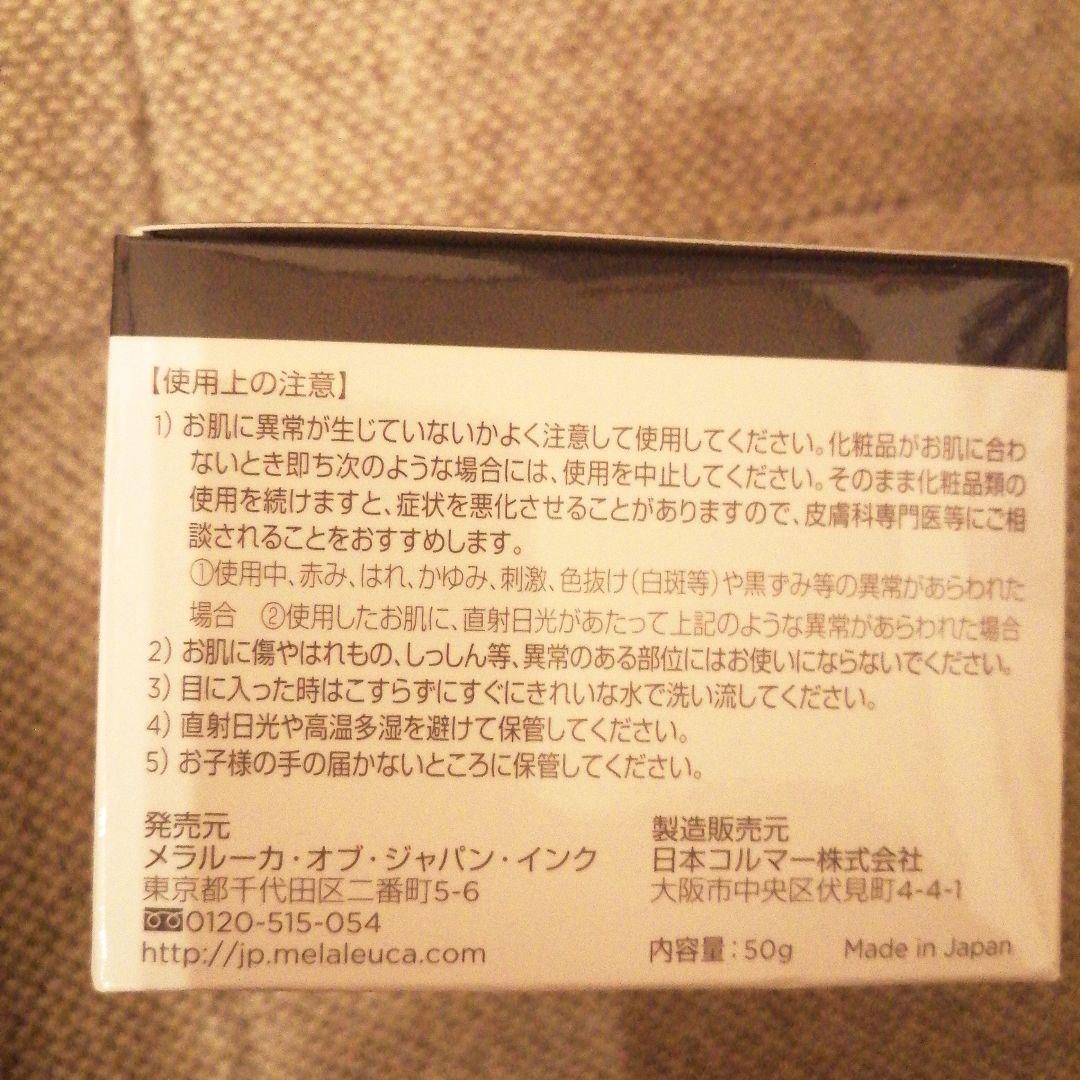 【使用上の注意】
1) お肌に異常が生じていないかよく注意して使用してください。化粧品がお肌に合わ
ないとき即ち次のような場合には、使用を中止してください。そのまま化粧品類の
使用を続けますと、症状を悪化させることがありますので、皮膚科専門医等にご相
談されることをおすすめします。
①使用中、赤み、はれ、かゆみ、刺激、色抜け(白斑等)や黒ずみ等の異常があらわれた
場合 ②使用したお肌に、直射日光があたって上記のような異常があらわれた場合
2) お肌に傷やはれもの、しっしん等、異常のある部位にはお使いにならないでください。
3) 目に入った時はこすらずにすぐにきれいな水で洗い流してください。
4) 直射日光や高温多湿を避けて保管してください。
5) お子様の手の届かないところに保管してください。
発売元
メラルーカ・オブ・ジャパン・インク
東京都千代田区二番町5-6
0120-515-054
http://jp.melaleuca.com
製造販売元
日本コルマー株式会社
大阪市中央区伏見町4-4-1
内容量:50g Made in Japan